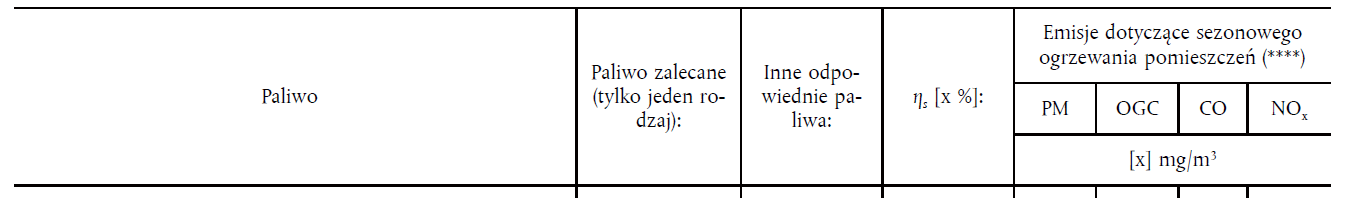 Paliwo
Paliwo zalecane
(tylko jeden ro-
dzaj):
Inne odpo-
wiednie pa-
liwa:
ηs [x %]:
Emisje dotyczące sezonowego
ogrzewania pomieszczeń (****)
PM
OGC
CO
NOx
[x] mg/m³